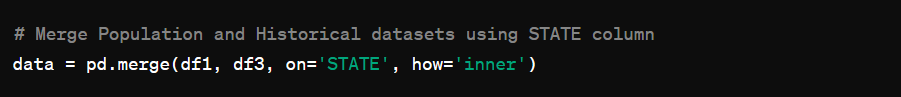 # Merge Population and Historical datasets using STATE column
data = pd.merge(df1, df3, on='STATE', how='inner')